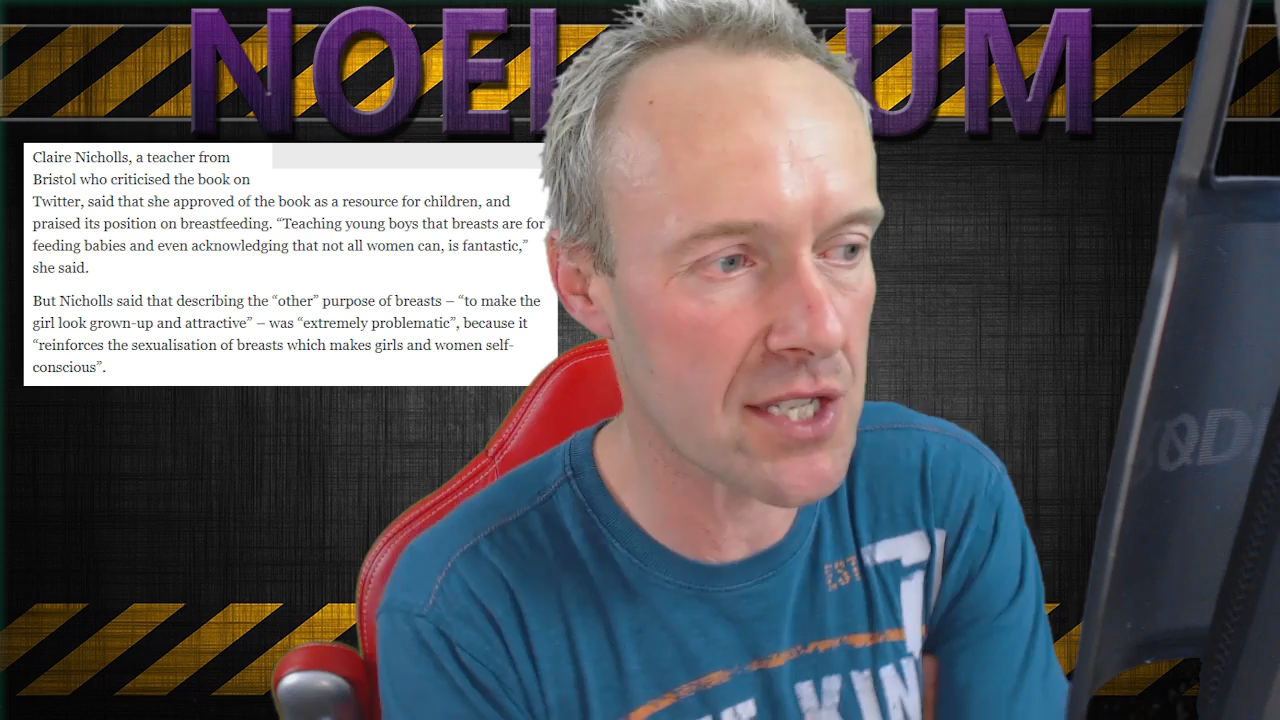 NOEL UM
Claire Nicholls, a teacher from
Bristol who criticised the book on
Twitter, said that she approved of the book as a resource for children, and
praised its position on breastfeeding. “Teaching young boys that breasts are for
feeding babies and even acknowledging that not all women can, is fantastic,”
she said.
But Nicholls said that describing the “other” purpose of breasts – “to make the
girl look grown-up and attractive” – was “extremely problematic”, because it
“reinforces the sexualisation of breasts which makes girls and women self-
conscious”.
EST